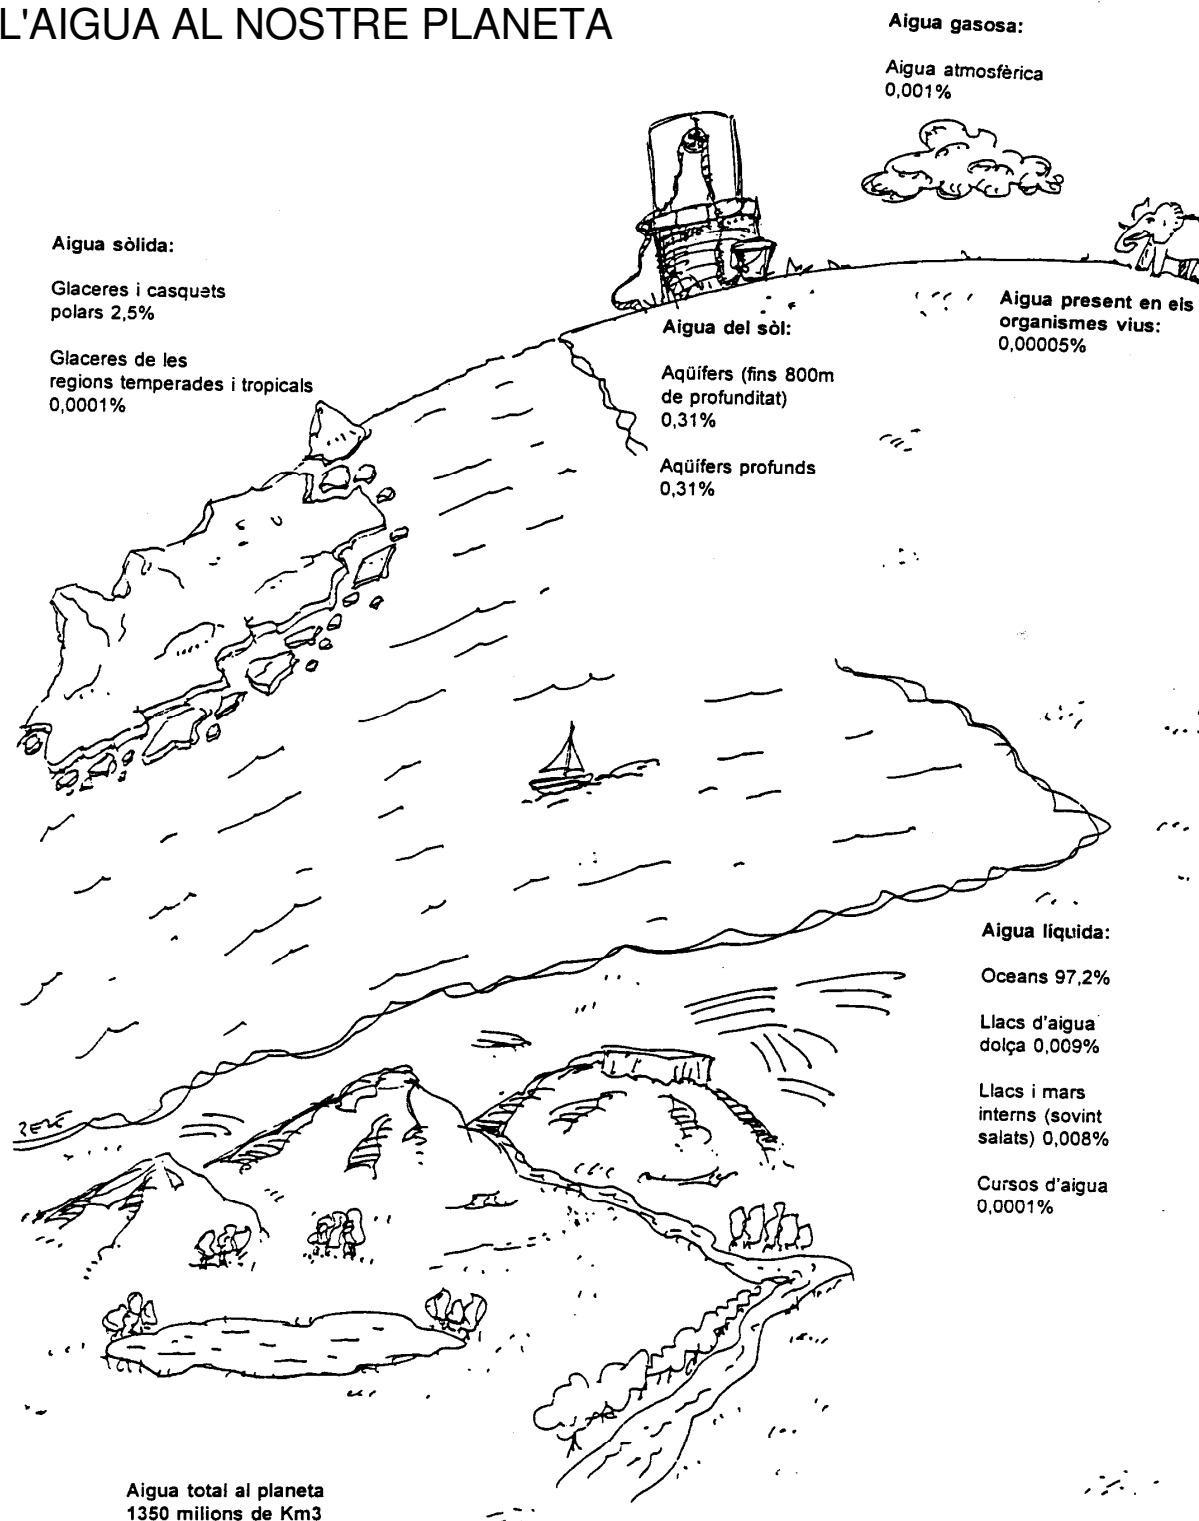 L'AIGUA AL NOSTRE PLANETA
Aigua gasosa:
Aigua atmosfèrica
0,001%
Aigua sòlida:
Glaceres i casquets
polars 2,5%
Glaceres de les
regions temperades i tropicals
0,0001%
Aigua del sòl:
Aqüífers (fins 800m
de profunditat)
0,31%
Aqüífers profunds
0,31%
Aigua present en els
organismes vius:
0,00005%
Aigua líquida:
Oceans 97,2%
Llacs d'aigua
dolça 0,009%
Llacs i mars
interns (sovint
salats) 0,008%
Cursos d'aigua
0,0001%
Aigua total al planeta
1350 milions de Km3